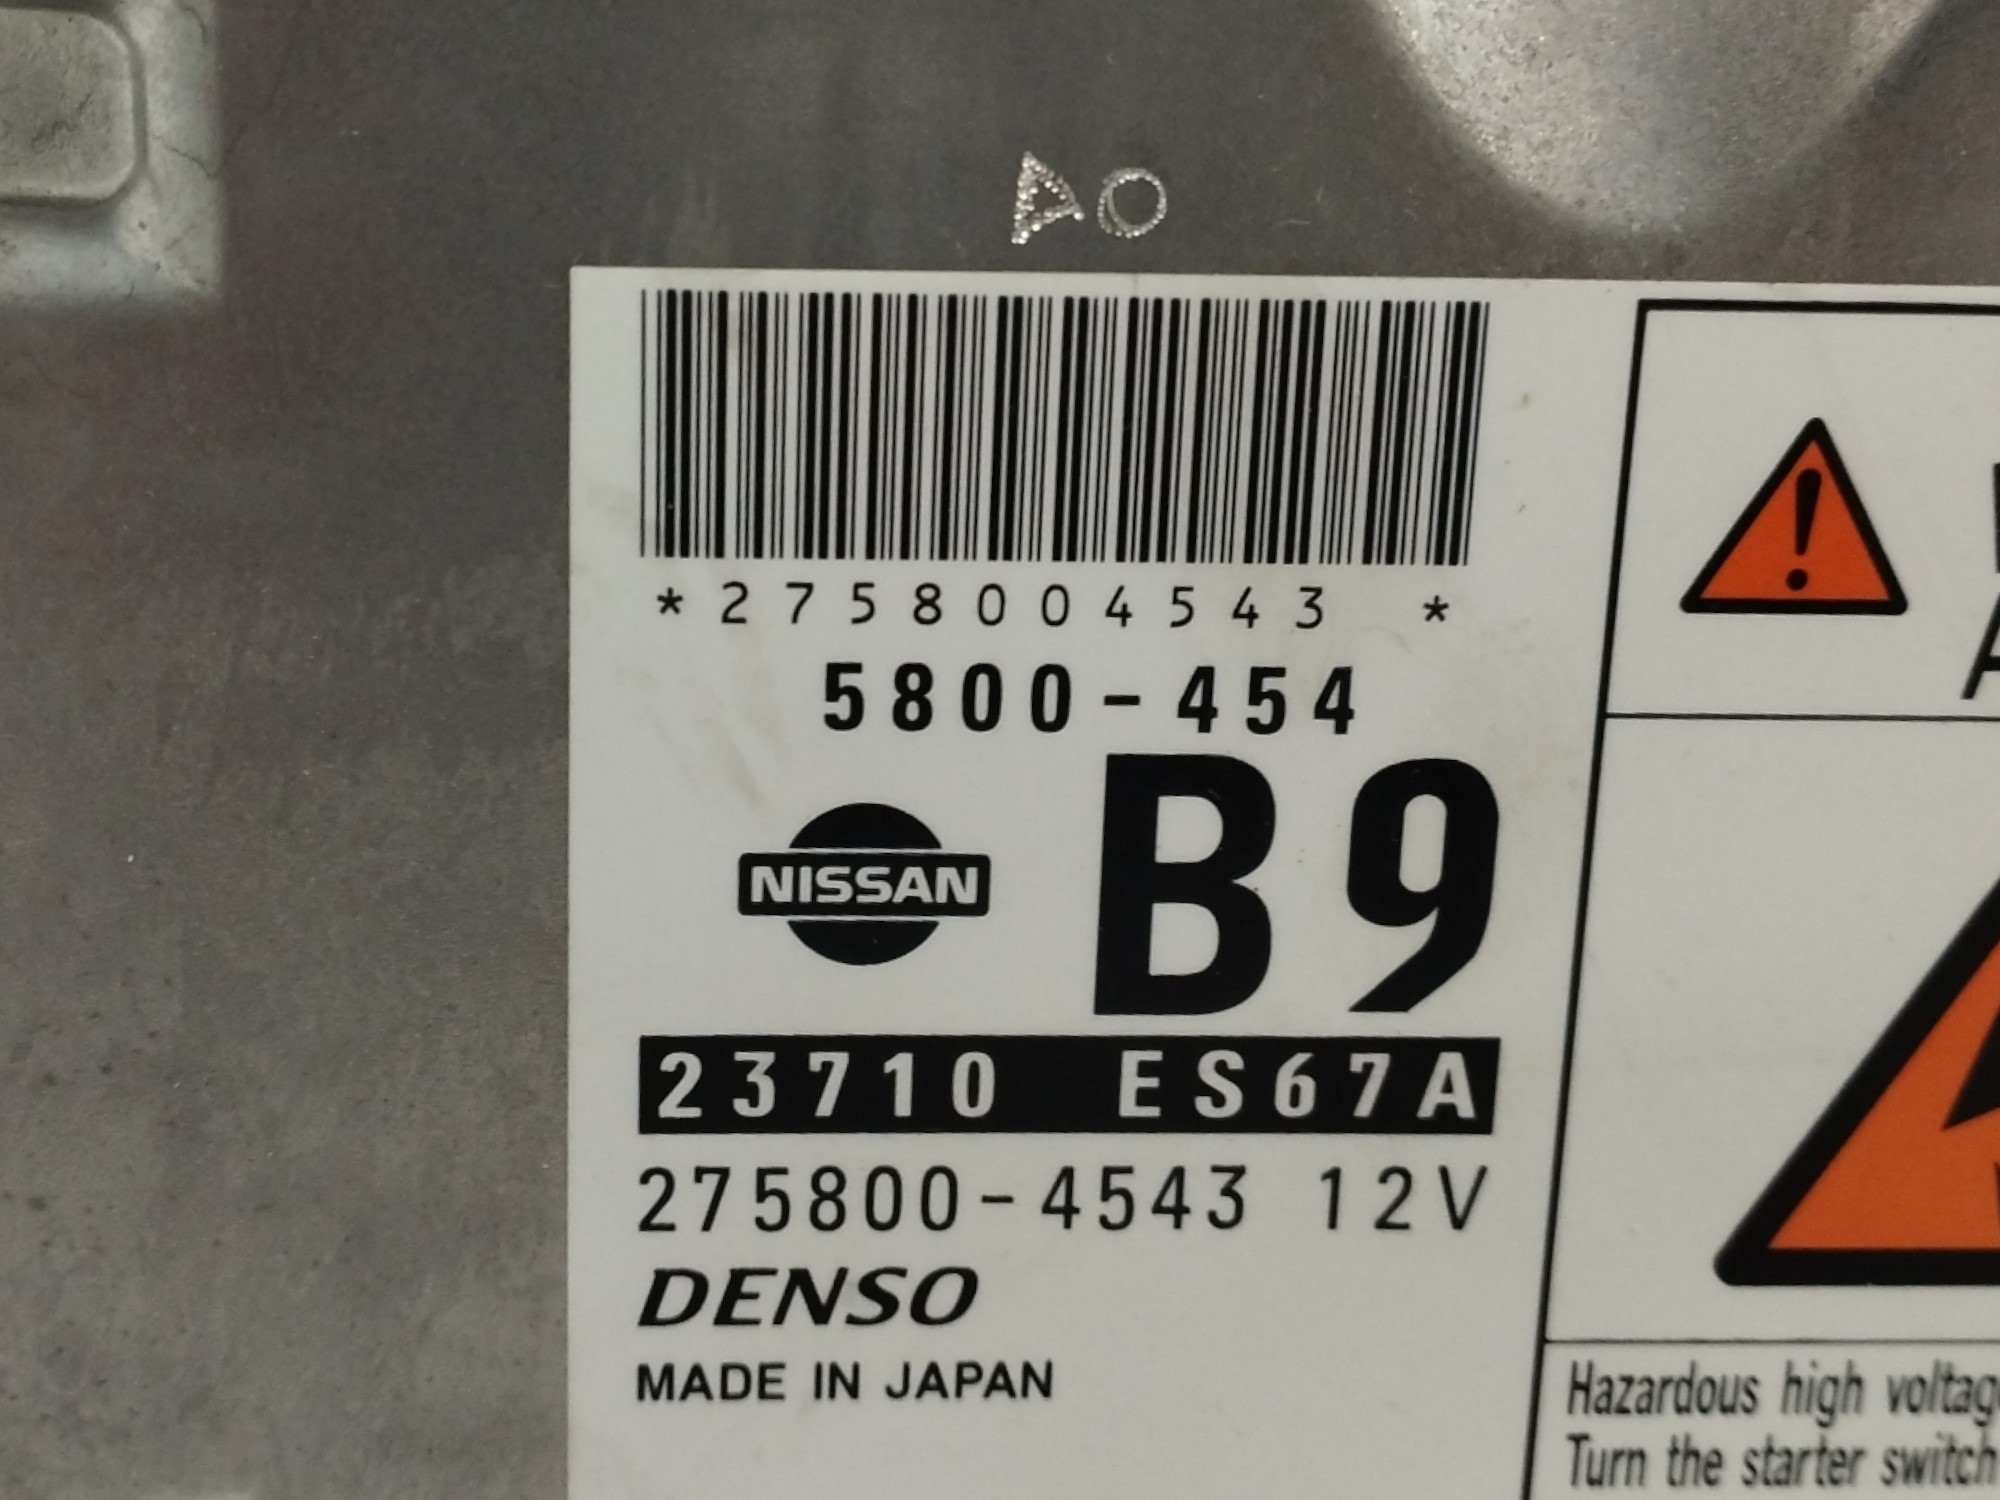 A0
*2758004543 *
5800-454
NISSAN
B9
23710 ES67A
275800-4543 12V
DENSO
MADE IN JAPAN
Hazardous high
Turn the starter switch